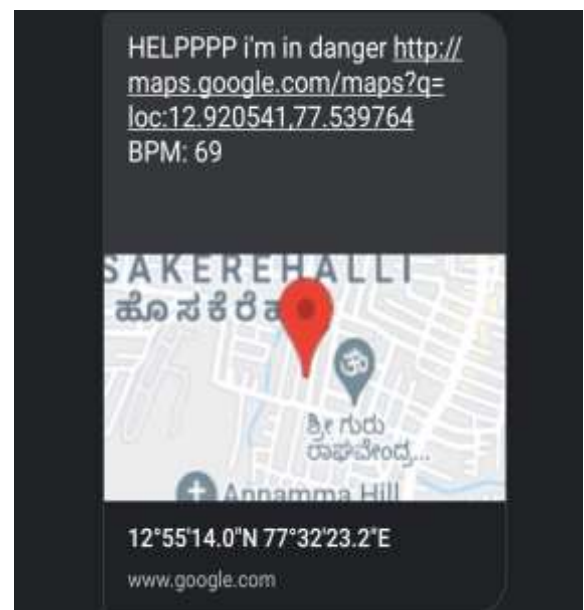 HELPPPP i'm in danger http://
maps.google.com/maps?q=
loc:12.920541,77.539764
BPM: 69
SAKEREHALLI
ಹೊಸಕೆರೆಹ
ಶ್ರೀ ಗುರು
ರಾಘವೇಂದ್ರ...
Annamma Hill
12°55'14.0"N 77°32'23.2"E
www.google.com